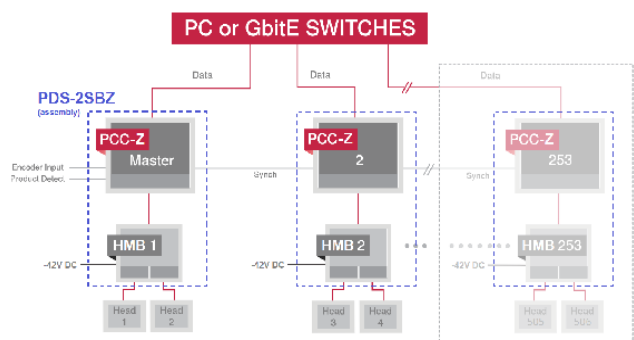 PC or GbitE SWITCHES
Data
Data
Data
PDS-2SBZ
(assembly)
PCC-Z
Master
PCC-Z
2
PCC-Z
253
Encoder Input
Product Detect
Synch
Synch
HMB 1
HMB 2
HMB 253
-42V DC
-42V DC
-42V DC
Head
1
Head
2
Head
3
Head
4
Head
505
Head
506